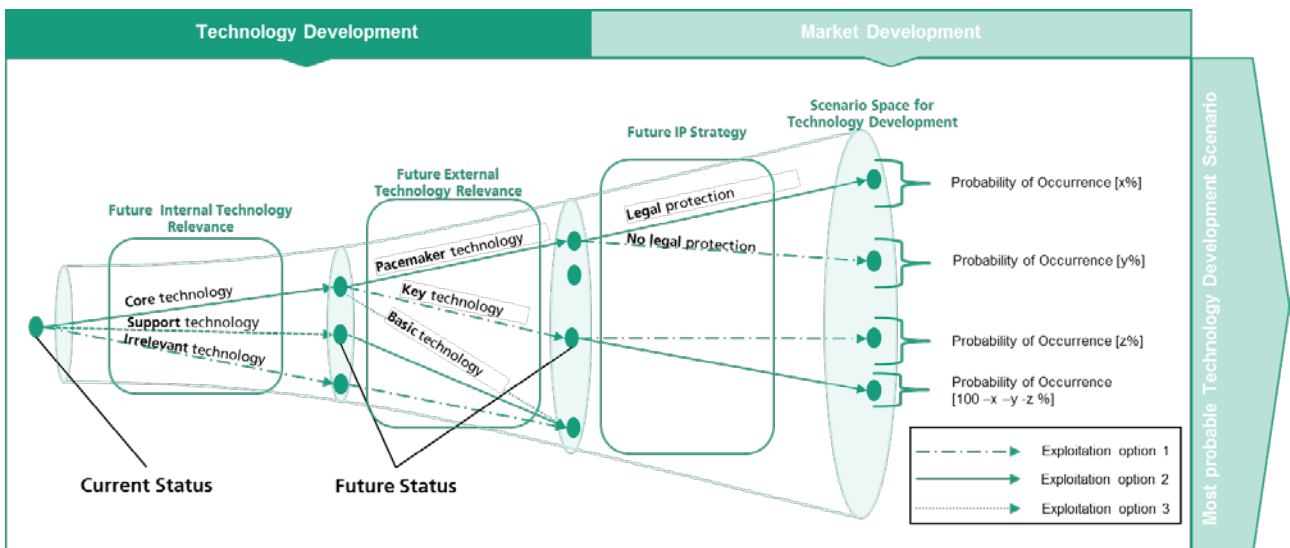 Technology Development
Market Development
Most probable Technology Development Scenario
Scenario Space for
Technology Development
Future IP Strategy
Future External
Technology Relevance
Future Internal Technology
Relevance
Legal protection
No legal protection
Pacemaker technology
Key technology
Basic technology
Core technology
Support technology
Irrelevant technology
Probability of Occurrence [x%]
Probability of Occurrence [y%]
Probability of Occurrence [z%]
Probability of Occurrence
[100 –x –y -z %]
Current Status
Future Status
Exploitation option 1
Exploitation option 2
Exploitation option 3